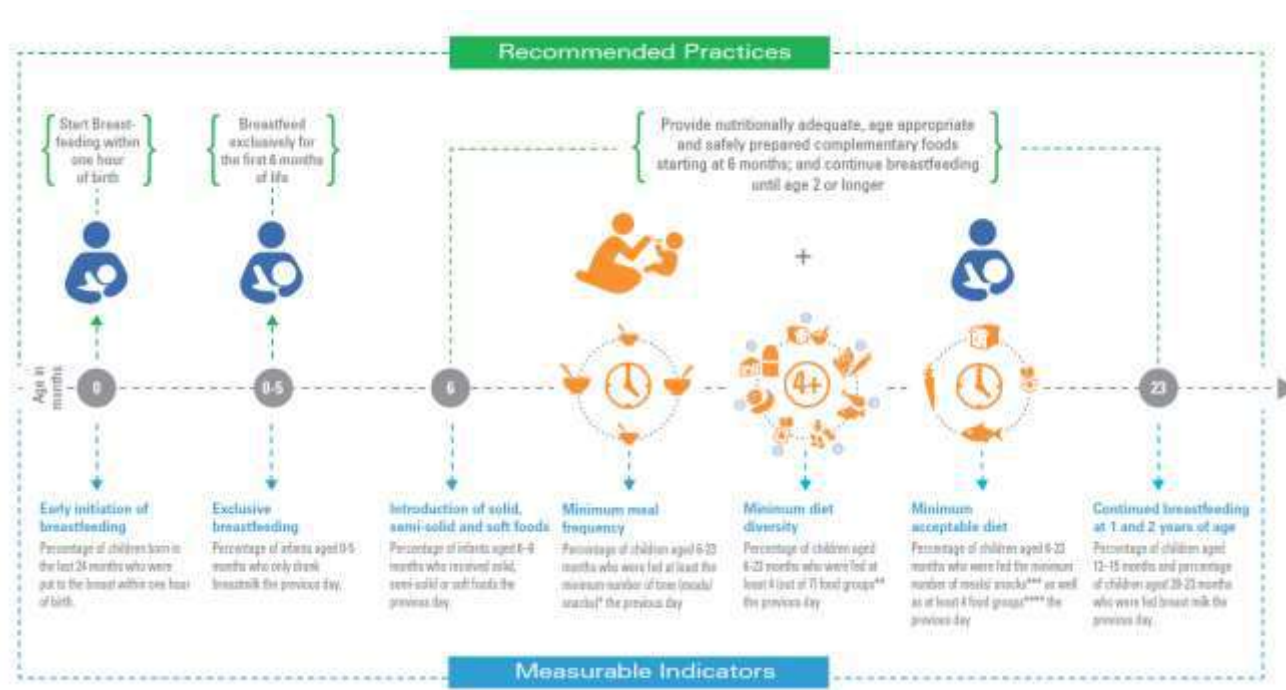 Recommended Practices
Start Breast-
feeding within
one hour
of birth
Breastfeed
exclusively for
the first 6 months
of life
Provide nutritionally adequate, age appropriate
and safely prepared complementary foods
starting at 6 months; and continue breastfeeding
until age 2 or longer
+
Age in
months
0
0-5
6
4+
23
Early initiation of
breastfeeding
Percentage of children born in
the last 24 months who were
put to the breast within one hour
of birth.
Exclusive
breastfeeding
Percentage of infants aged 0-5
months who only drank
breastmilk the previous day.
Introduction of solid,
semi-solid and soft foods
Percentage of infants aged 6-8
months who received solid,
semi-solid or soft foods the
previous day.
Minimum meal
frequency
Percentage of children aged 6-23
months who were fed at least the
minimum number of times (meals/
snacks)* the previous day
Minimum diet
diversity
Percentage of children aged
6-23 months who were fed at
least 4 (out of 7) food groups**
the previous day
Minimum
acceptable diet
Percentage of children aged 6-23
months who were fed the minimum
number of meals/ snacks*** as well
as at least 4 food groups**** the
previous day
Continued breastfeeding
at 1 and 2 years of age
Percentage of children aged
12-15 months and percentage
of children aged 20-23 months
who were fed breast milk the
previous day.
Measurable Indicators